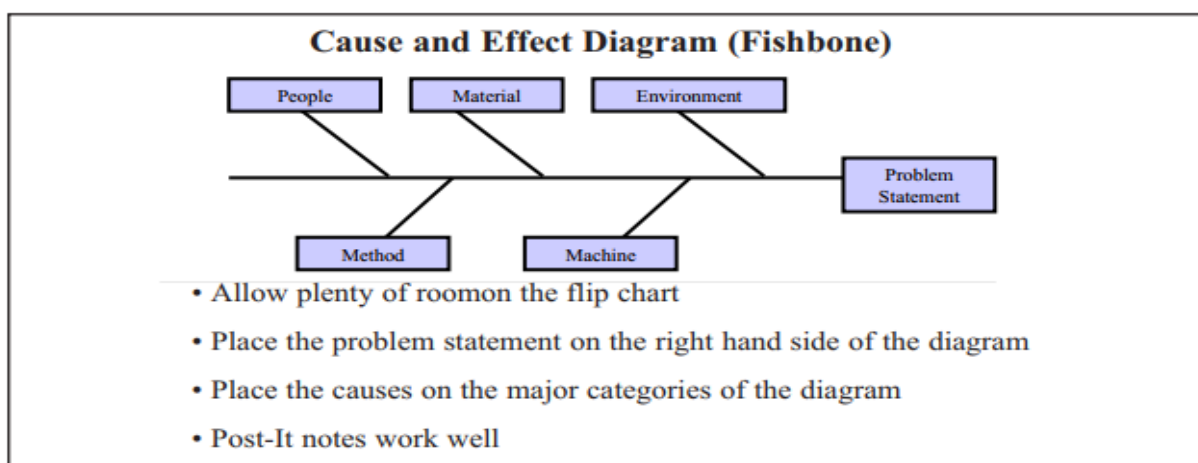 Cause and Effect Diagram (Fishbone)
People
Material
Environment
Problem
Statement
Method
Machine
• Allow plenty of roomon the flip chart
• Place the problem statement on the right hand side of the diagram
• Place the causes on the major categories of the diagram
• Post-It notes work well